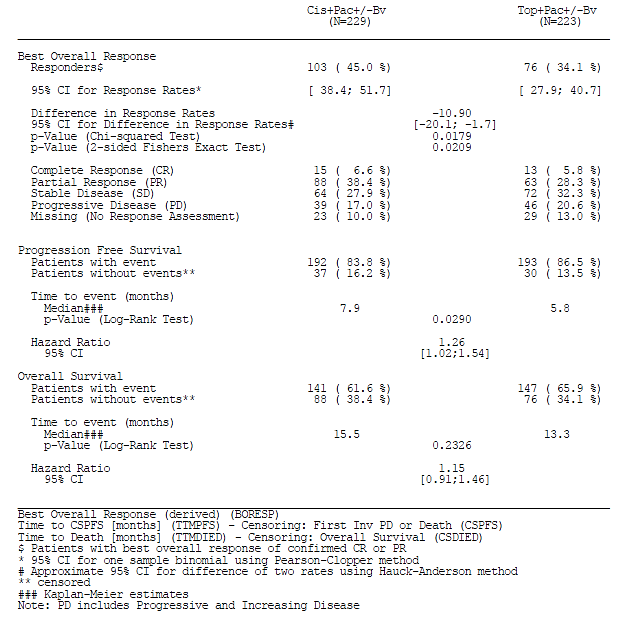 Cis+Pac+/-Bv Top+Pac+/-Bv
(N=229) (N=223)
Best Overall Response
Responders$ 103 ( 45.0 %) 76 ( 34.1 %)
95% CI for Response Rates* [ 38.4; 51.7] [ 27.9; 40.7]
Difference in Response Rates -10.90
95% CI for Difference in Response Rates# [-20.1; -1.7]
p-Value (Chi-squared Test) 0.0179
p-Value (2-sided Fishers Exact Test) 0.0209
Complete Response (CR) 15 ( 6.6 %) 13 ( 5.8 %)
Partial Response (PR) 88 ( 38.4 %) 63 ( 28.3 %)
Stable Disease (SD) 64 ( 27.9 %) 72 ( 32.3 %)
Progressive Disease (PD) 39 ( 17.0 %) 46 ( 20.6 %)
Missing (No Response Assessment) 23 ( 10.0 %) 29 ( 13.0 %)
Progression Free Survival
Patients with event 192 ( 83.8 %) 193 ( 86.5 %)
Patients without events** 37 ( 16.2 %) 30 ( 13.5 %)
Time to event (months)
Median### 7.9 5.8
p-Value (Log-Rank Test) 0.0290
Hazard Ratio 1.26
95% CI [1.02;1.54]
Overall Survival
Patients with event 141 ( 61.6 %) 147 ( 65.9 %)
Patients without events** 88 ( 38.4 %) 76 ( 34.1 %)
Time to event (months)
Median### 15.5 13.3
p-Value (Log-Rank Test) 0.2326
Hazard Ratio 1.15
95% CI [0.91;1.46]
Best Overall Response (derived) (BORESP)
Time to CSPFS [months] (TTMPFS) - Censoring: First Inv PD or Death (CSPFS)
Time to Death [months] (TTMDIED) - Censoring: Overall Survival (CSDIED)
$ Patients with best overall response of confirmed CR or PR
* 95% CI for one sample binomial using Pearson-Clopper method
# Approximate 95% CI for difference of two rates using Hauck-Anderson method
** censored
### Kaplan-Meier estimates
Note: PD includes Progressive and Increasing Disease